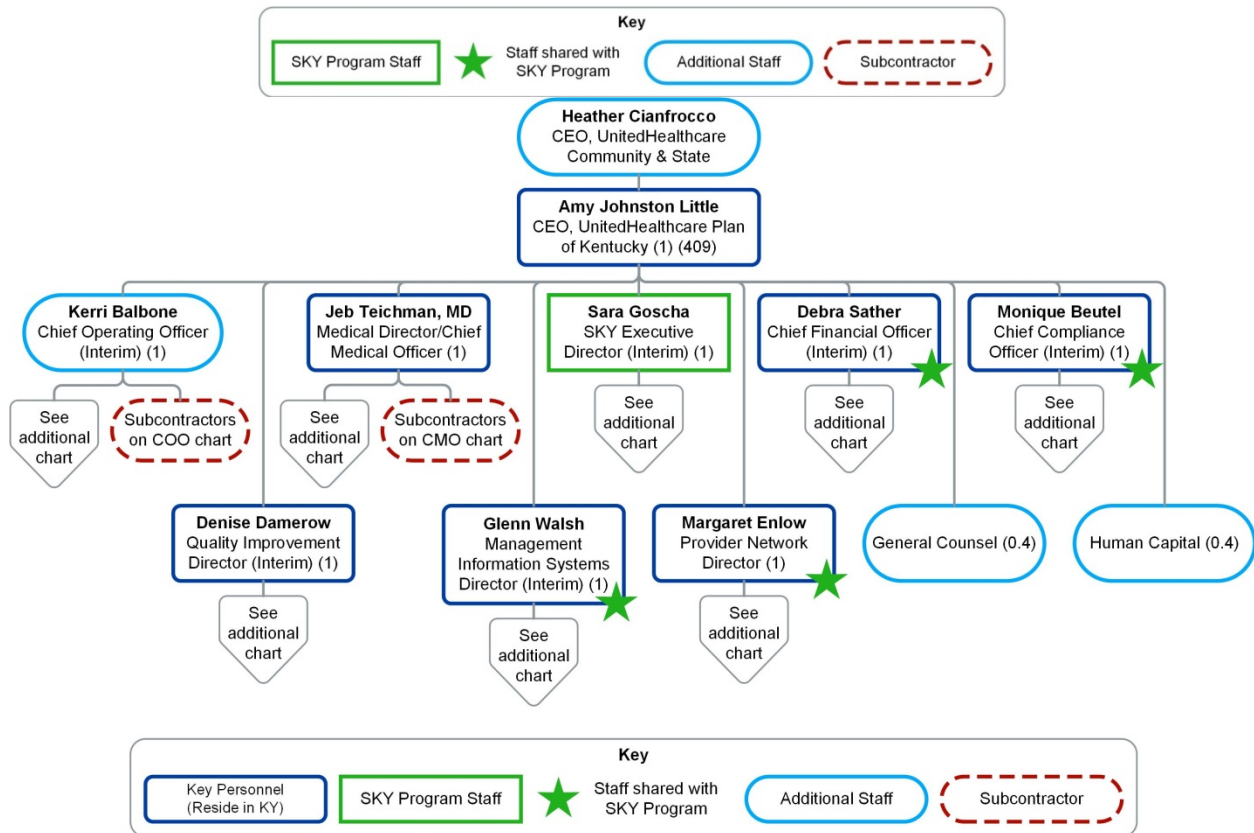 Key
SKY Program Staff
Staff shared with
SKY Program
Additional Staff
Subcontractor
Heather Cianfrocco
CEO, UnitedHealthcare
Community & State
Amy Johnston Little
CEO, UnitedHealthcare Plan
of Kentucky (1) (409)
Kerri Balbone
Chief Operating Officer
(Interim) (1)
Jeb Teichman, MD
Medical Director/Chief
Medical Officer (1)
Sara Goscha
SKY Executive
Director (Interim) (1)
Debra Sather
Chief Financial Officer
(Interim) (1)
Monique Beutel
Chief Compliance
Officer (Interim) (1)
See
additional
chart
Subcontractors
on COO chart
See
additional
chart
Subcontractors
on CMO chart
See
additional
chart
See
additional
chart
See
additional
chart
Denise Damerow
Quality Improvement
Director (Interim) (1)
Glenn Walsh
Management
Information Systems
Director (Interim) (1)
Margaret Enlow
Provider Network
Director (1)
General Counsel (0.4)
Human Capital (0.4)
See
additional
chart
See
additional
chart
See
additional
chart
Key
Key Personnel
(Reside in KY)
SKY Program Staff
Staff shared with
SKY Program
Additional Staff
Subcontractor